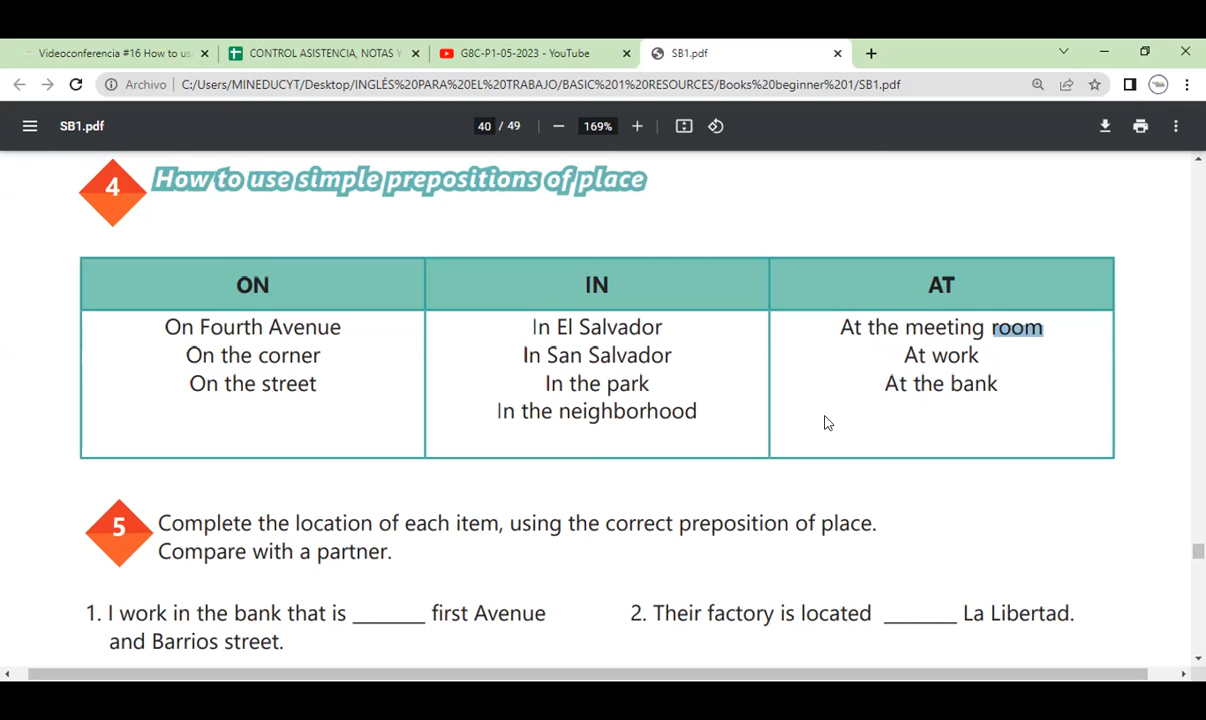 Videoconferencia #16 How to us
CONTROL ASISTENCIA, NOTAS Y
G8C-P1-05-2023 - YouTube
SB1.pdf
Archivo
C:/Users/MINEDUCYT/Desktop/INGLÉS%20PARA%20EL%20TRABAJO/BASIC%201%20RESOURCES/Books%20beginner%201/SB1.pdf
SB1.pdf
40 / 49
169%
4
How to use simple prepositions of place
ON
IN
AT
On Fourth Avenue
On the corner
On the street
In El Salvador
In San Salvador
In the park
In the neighborhood
At the meeting room
At work
At the bank
5
Complete the location of each item, using the correct preposition of place.
Compare with a partner.
1. I work in the bank that is _______ first Avenue
and Barrios street.
2. Their factory is located _______ La Libertad.